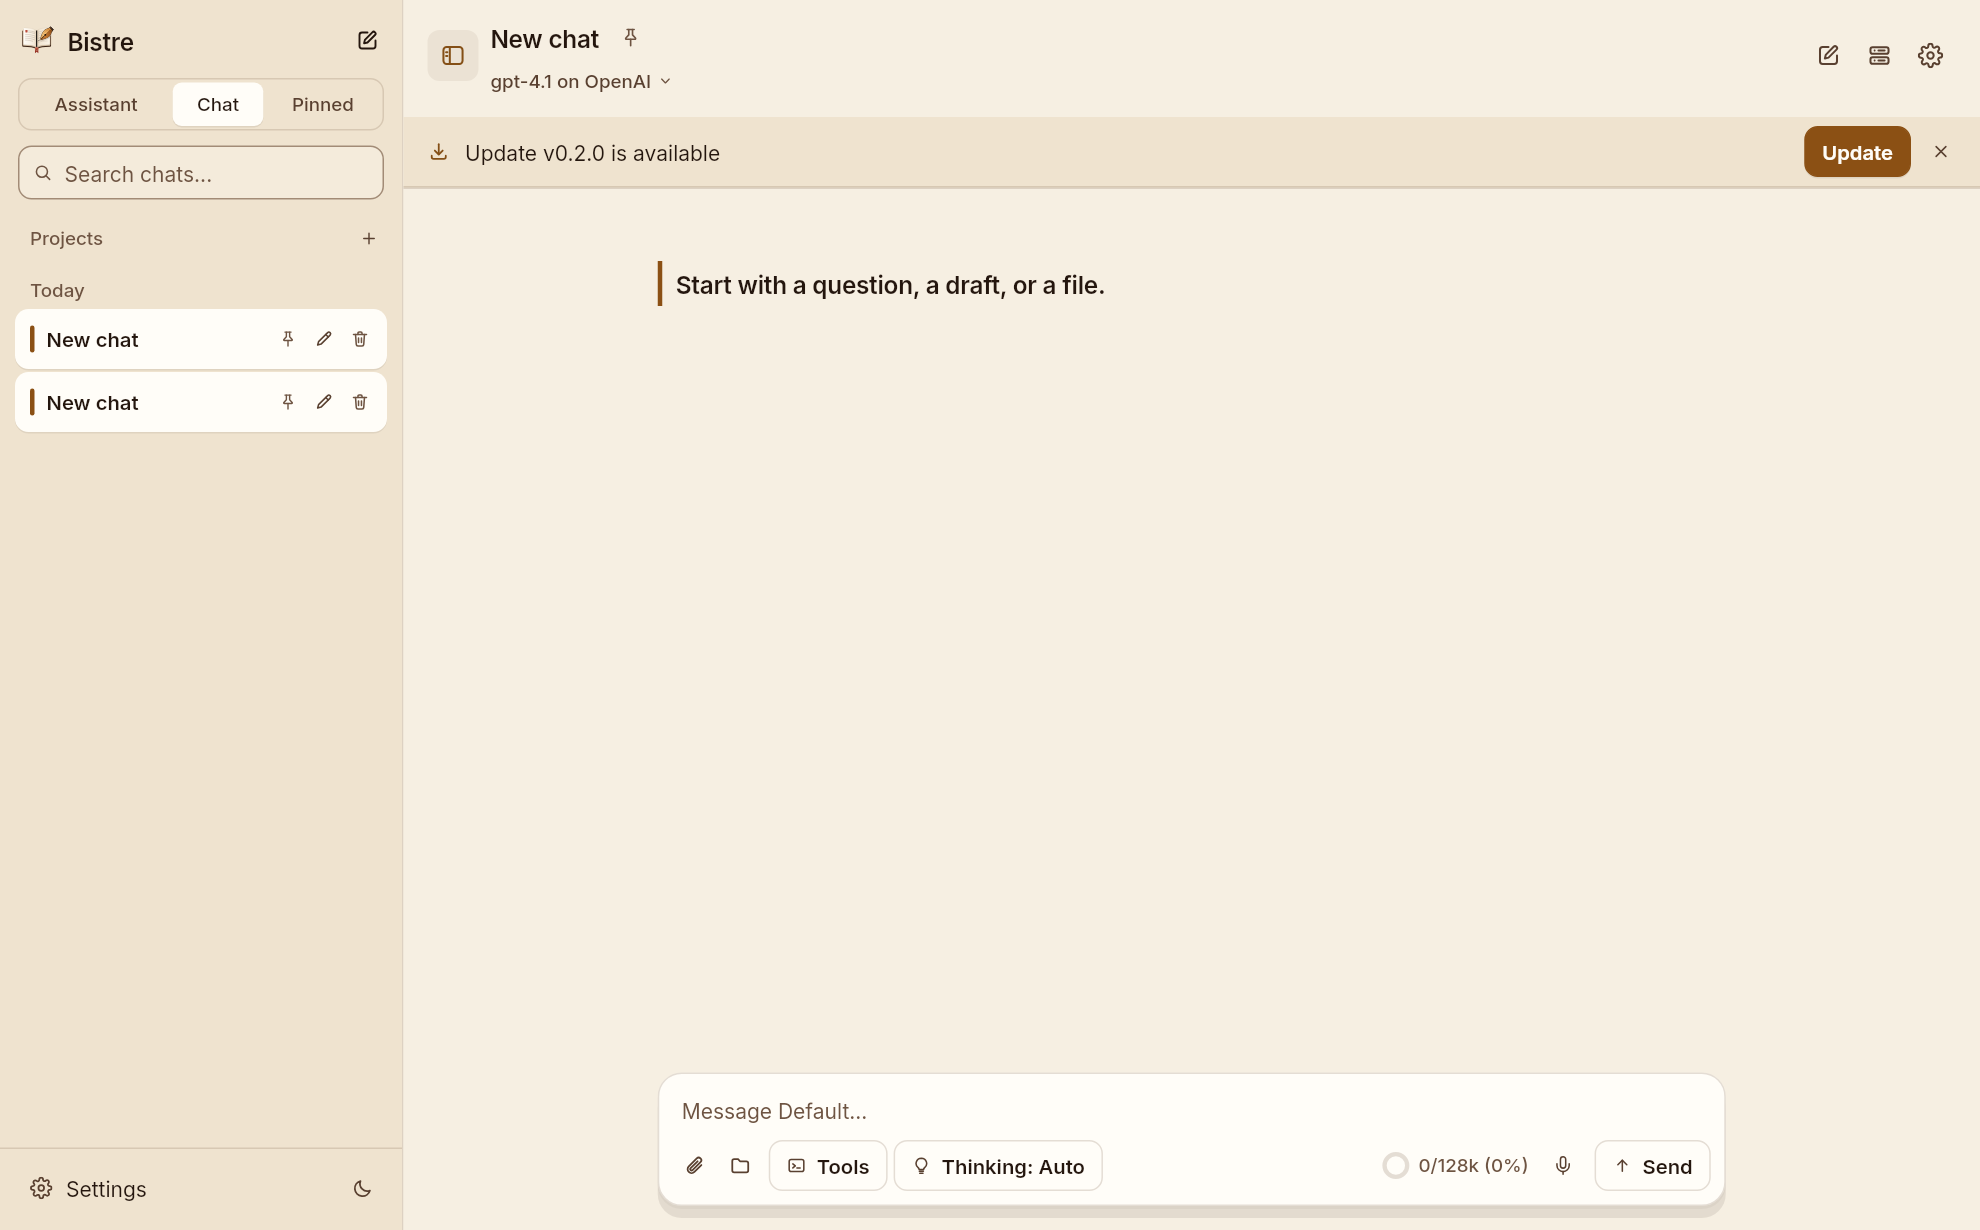 Bistre
Assistant
Chat
Pinned
Search chats...
Projects
Today
New chat
New chat
Settings
New chat
gpt-4.1 on OpenAI
Update v0.2.0 is available
Update
Start with a question, a draft, or a file.
Message Default...
Tools
Thinking: Auto
0/128k (0%)
Send